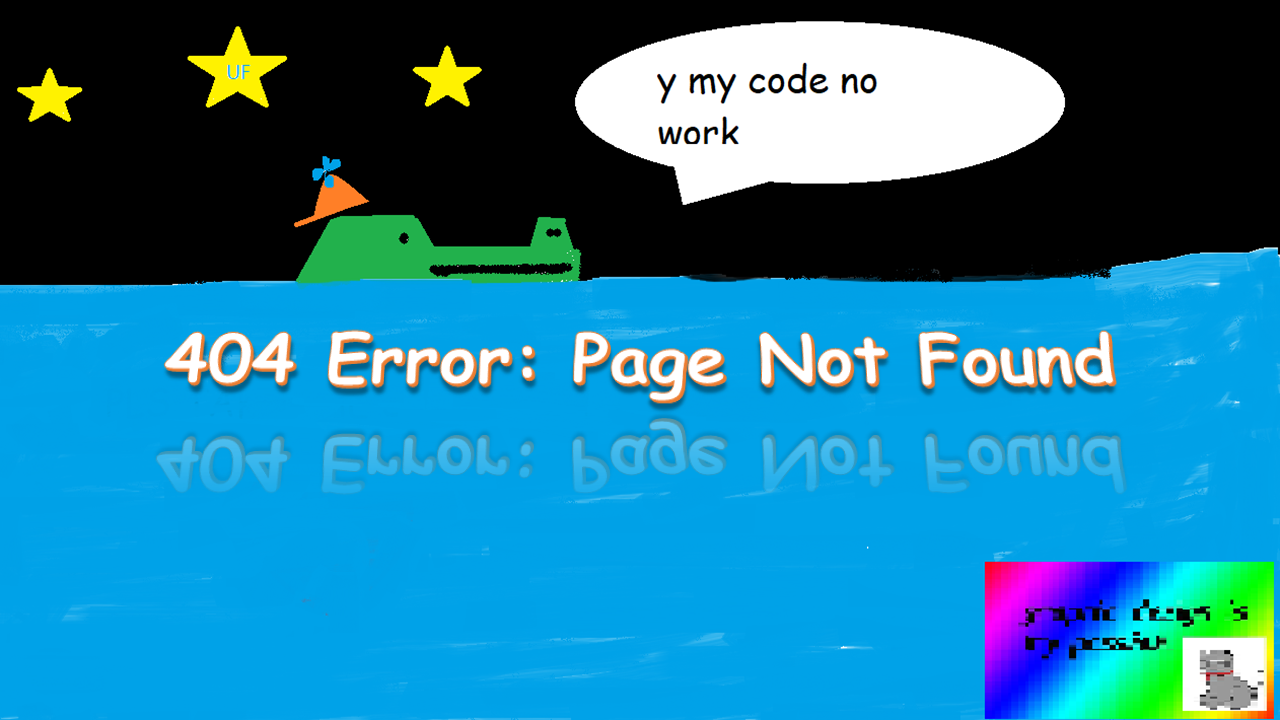 UF
y my code no
work
404 Error: Page Not Found
404 Error: Page Not Found
graphic design is
my passion